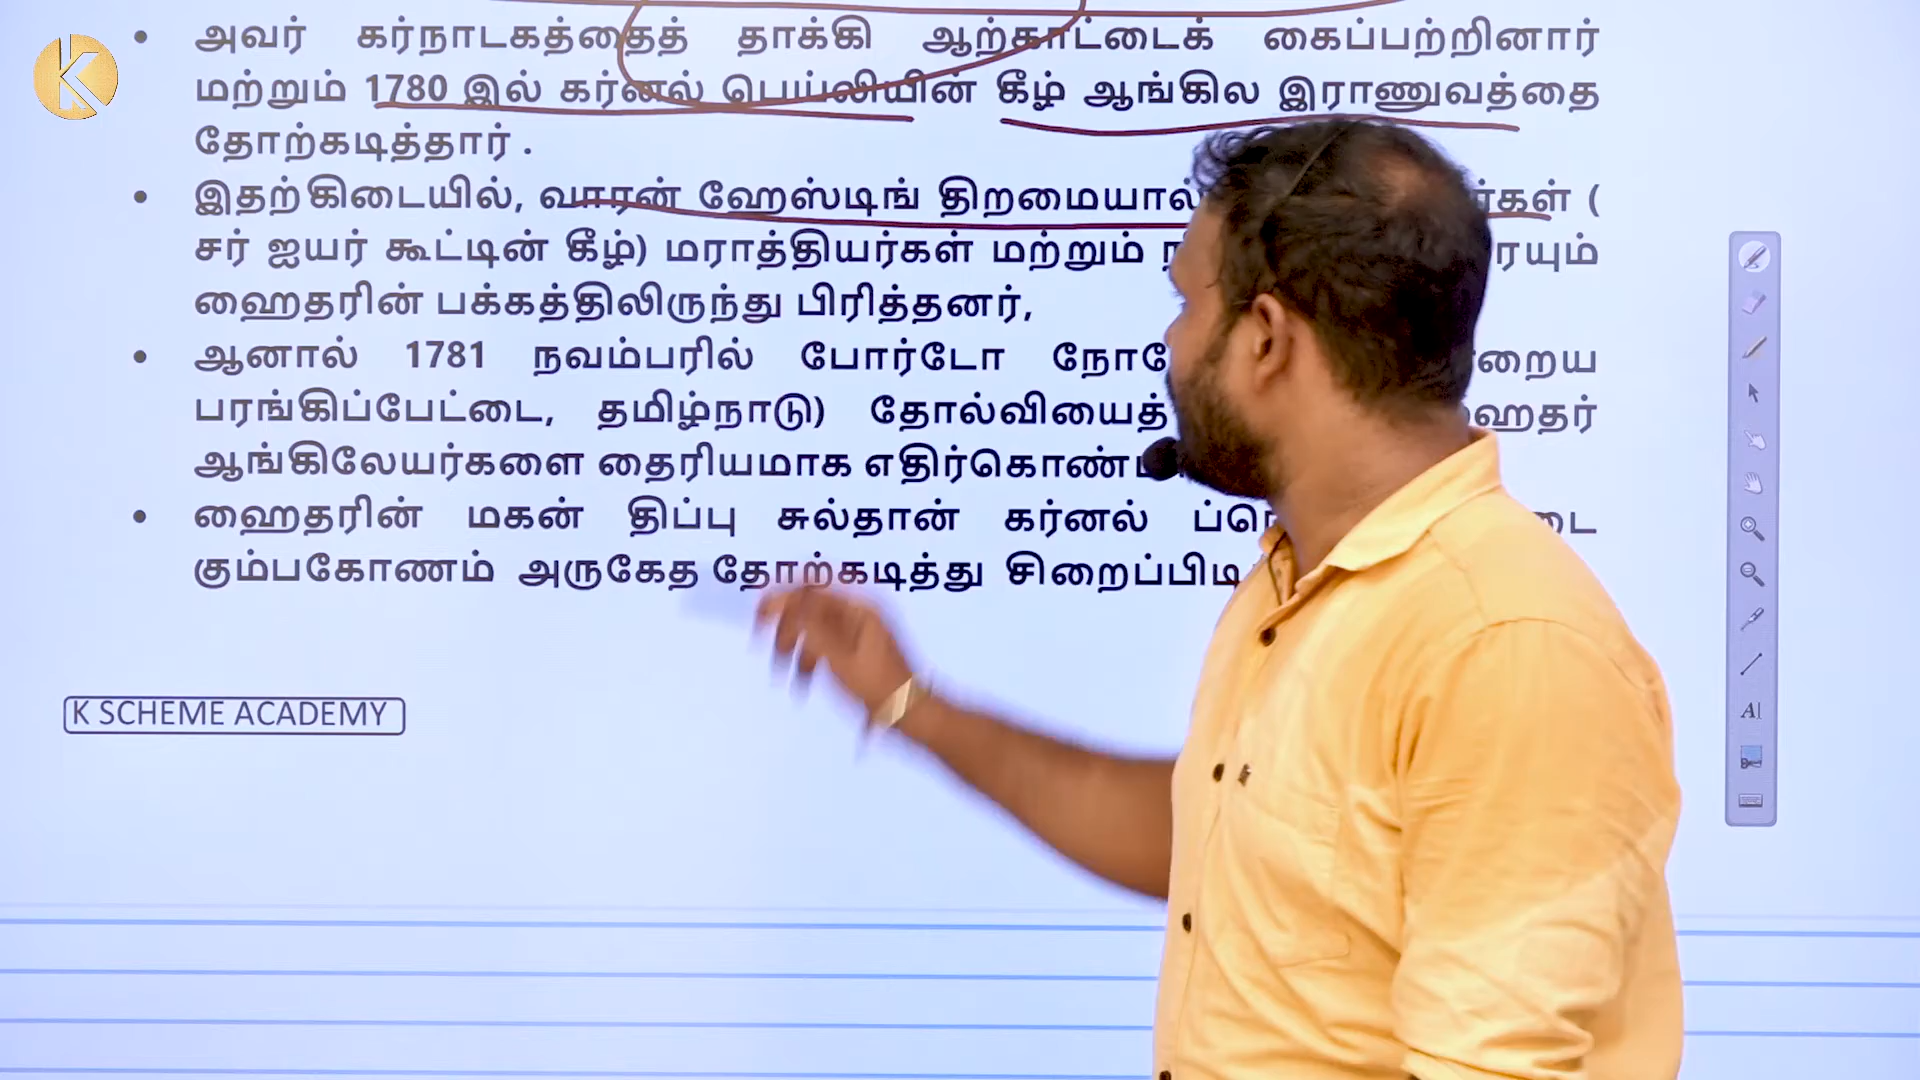 அவர் கர்நாடகத்தைத் தாக்கி ஆற்காட்டைக் கைப்பற்றினார்
மற்றும் 1780 இல் கர்னல் பெய்லியின் கீழ் ஆங்கில இராணுவத்தை
தோற்கடித்தார் .
இதற்கிடையில், வாரன் ஹேஸ்டிங் திறமையால்
சர் ஐயர் கூட்டின் கீழ்) மராத்தியர்கள் மற்றும்
ஹைதரின் பக்கத்திலிருந்து பிரித்தனர்,
ஆனால் 1781 நவம்பரில் போர்டோ
பரங்கிப்பேட்டை, தமிழ்நாடு) தோல்வியைத் ஹைதர்
ஆங்கிலேயர்களை தைரியமாக
ஹைதரின் மகன் திப்பு சுல்தான் கர்னல்
கும்பகோணம் அருகேத தோற்கடித்து
K SCHEME ACADEMY